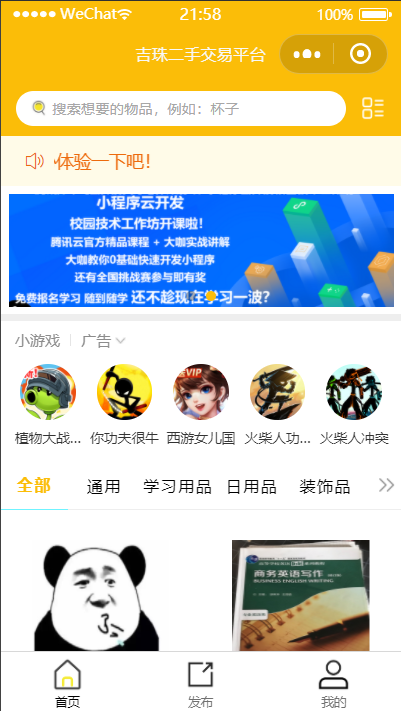 WeChat
21:58
100%
吉珠二手交易平台
搜索想要的物品，例如：杯子
体验一下吧！
小程序云开发
校园技术工作坊开课啦！
腾讯云官方精品课程 + 大咖实战讲解
大咖教你0基础快速开发小程序
还有全国挑战赛参与即有奖
免费报名学习 随到随学 还不趁现在学习一波？
小游戏
广告
植物大战...
你功夫很牛
西游女儿国
火柴人功...
火柴人冲突
全部
通用
学习用品
日用品
装饰品
商务英语写作
BUSINESS ENGLISH WRITING
首页
发布
我的